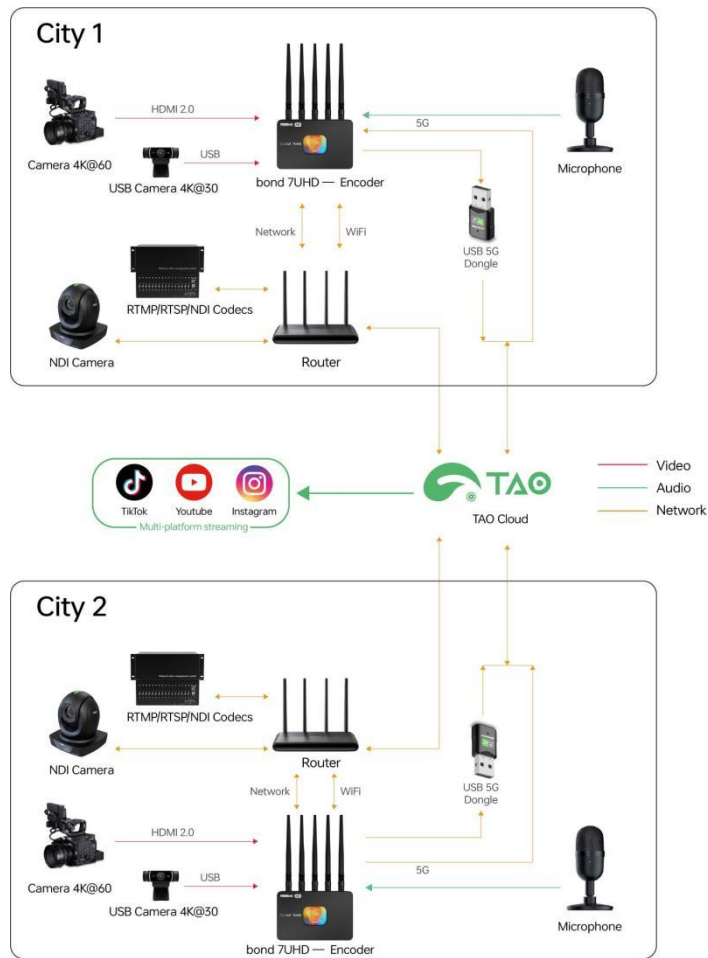 City 1
HDMI 2.0
5G
Camera 4K@60
USB
USB Camera 4K@30
bond 7UHD — Encoder
Microphone
Network
WiFi
USB 5G
Dongle
RTMP/RTSP/NDI Codecs
NDI Camera
Router
TikTok
Youtube
Instagram
Multi-platform streaming
TAO
TAO Cloud
Video
Audio
Network
City 2
RTMP/RTSP/NDI Codecs
NDI Camera
Router
Network
WiFi
USB 5G
Dongle
HDMI 2.0
Camera 4K@60
USB
5G
USB Camera 4K@30
Microphone
bond 7UHD — Encoder